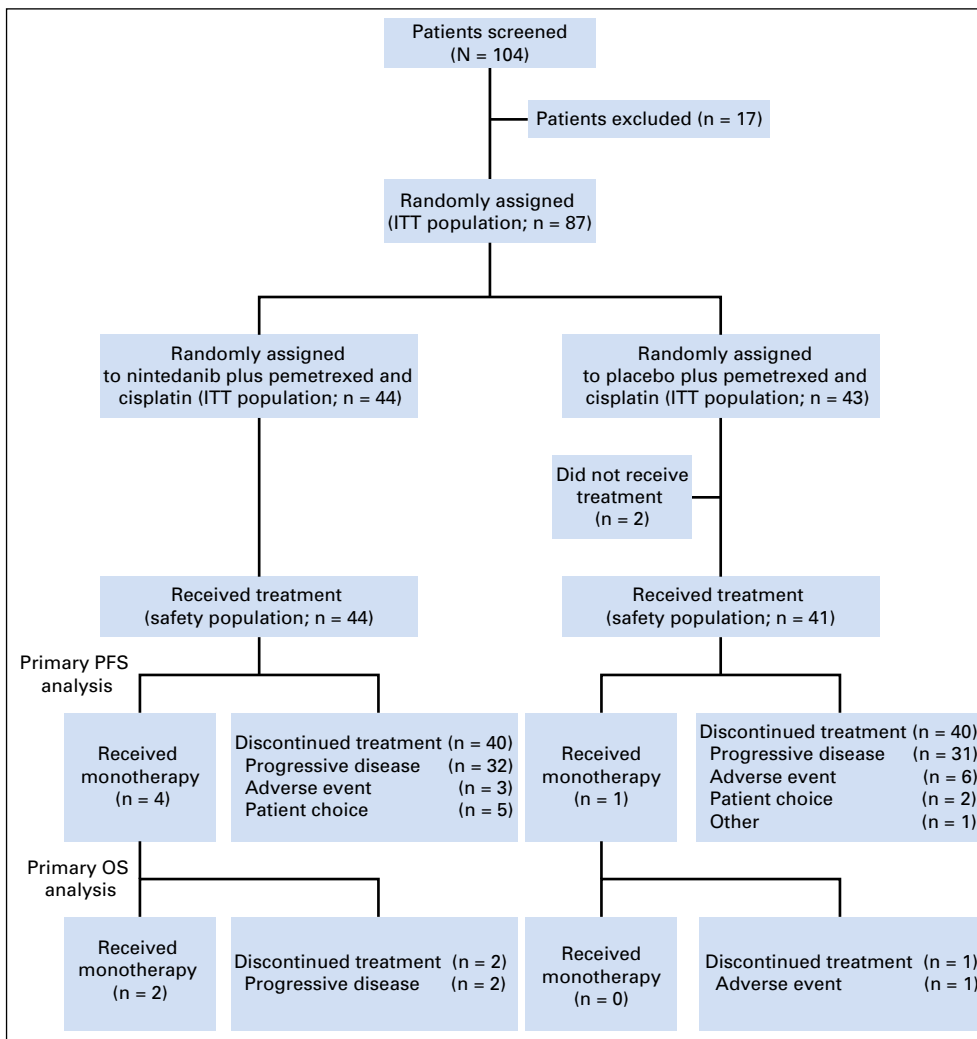 Patients screened
(N = 104)
Patients excluded (n = 17)
Randomly assigned
(ITT population; n = 87)
Randomly assigned
to nintedanib plus pemetrexed and
cisplatin (ITT population; n = 44)
Randomly assigned
to placebo plus pemetrexed and
cisplatin (ITT population; n = 43)
Did not receive
treatment
(n = 2)
Received treatment
(safety population; n = 44)
Received treatment
(safety population; n = 41)
Primary PFS
analysis
Received
monotherapy
(n = 4)
Discontinued treatment (n = 40)
Progressive disease (n = 32)
Adverse event (n = 3)
Patient choice (n = 5)
Received
monotherapy
(n = 1)
Discontinued treatment (n = 40)
Progressive disease (n = 31)
Adverse event (n = 6)
Patient choice (n = 2)
Other (n = 1)
Primary OS
analysis
Received
monotherapy
(n = 2)
Discontinued treatment (n = 2)
Progressive disease (n = 2)
Received
monotherapy
(n = 0)
Discontinued treatment (n = 1)
Adverse event (n = 1)